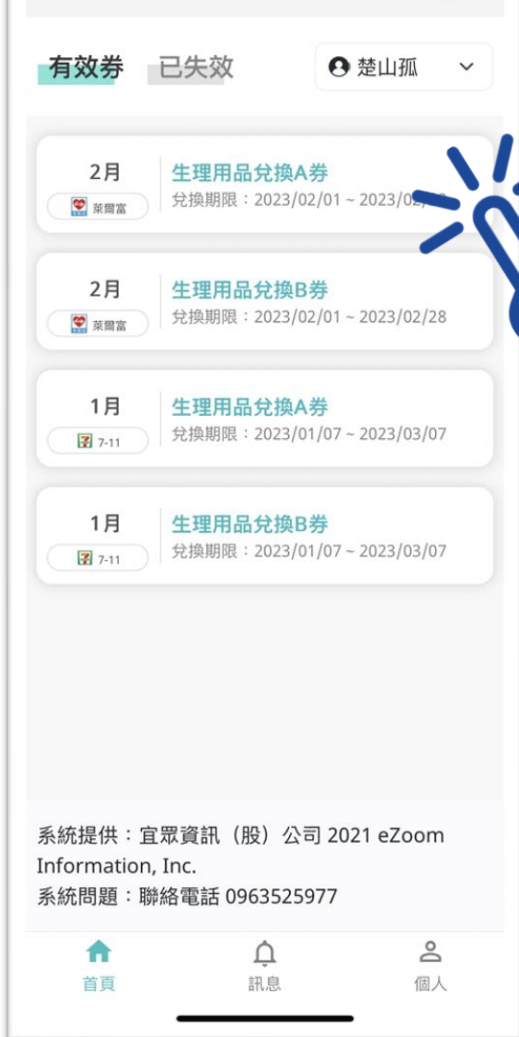 有效券 已失效 楚山孤
2月 生理用品兌換A券
萊爾富 兌換期限：2023/02/01 ~ 2023/02/
2月 生理用品兌換B券
萊爾富 兌換期限：2023/02/01 ~ 2023/02/28
1月 生理用品兌換A券
7-11 兌換期限：2023/01/07 ~ 2023/03/07
1月 生理用品兌換B券
7-11 兌換期限：2023/01/07 ~ 2023/03/07
系統提供：宜眾資訊（股）公司 2021 eZoom
Information, Inc.
系統問題：聯絡電話 0963525977
首頁 訊息 個人